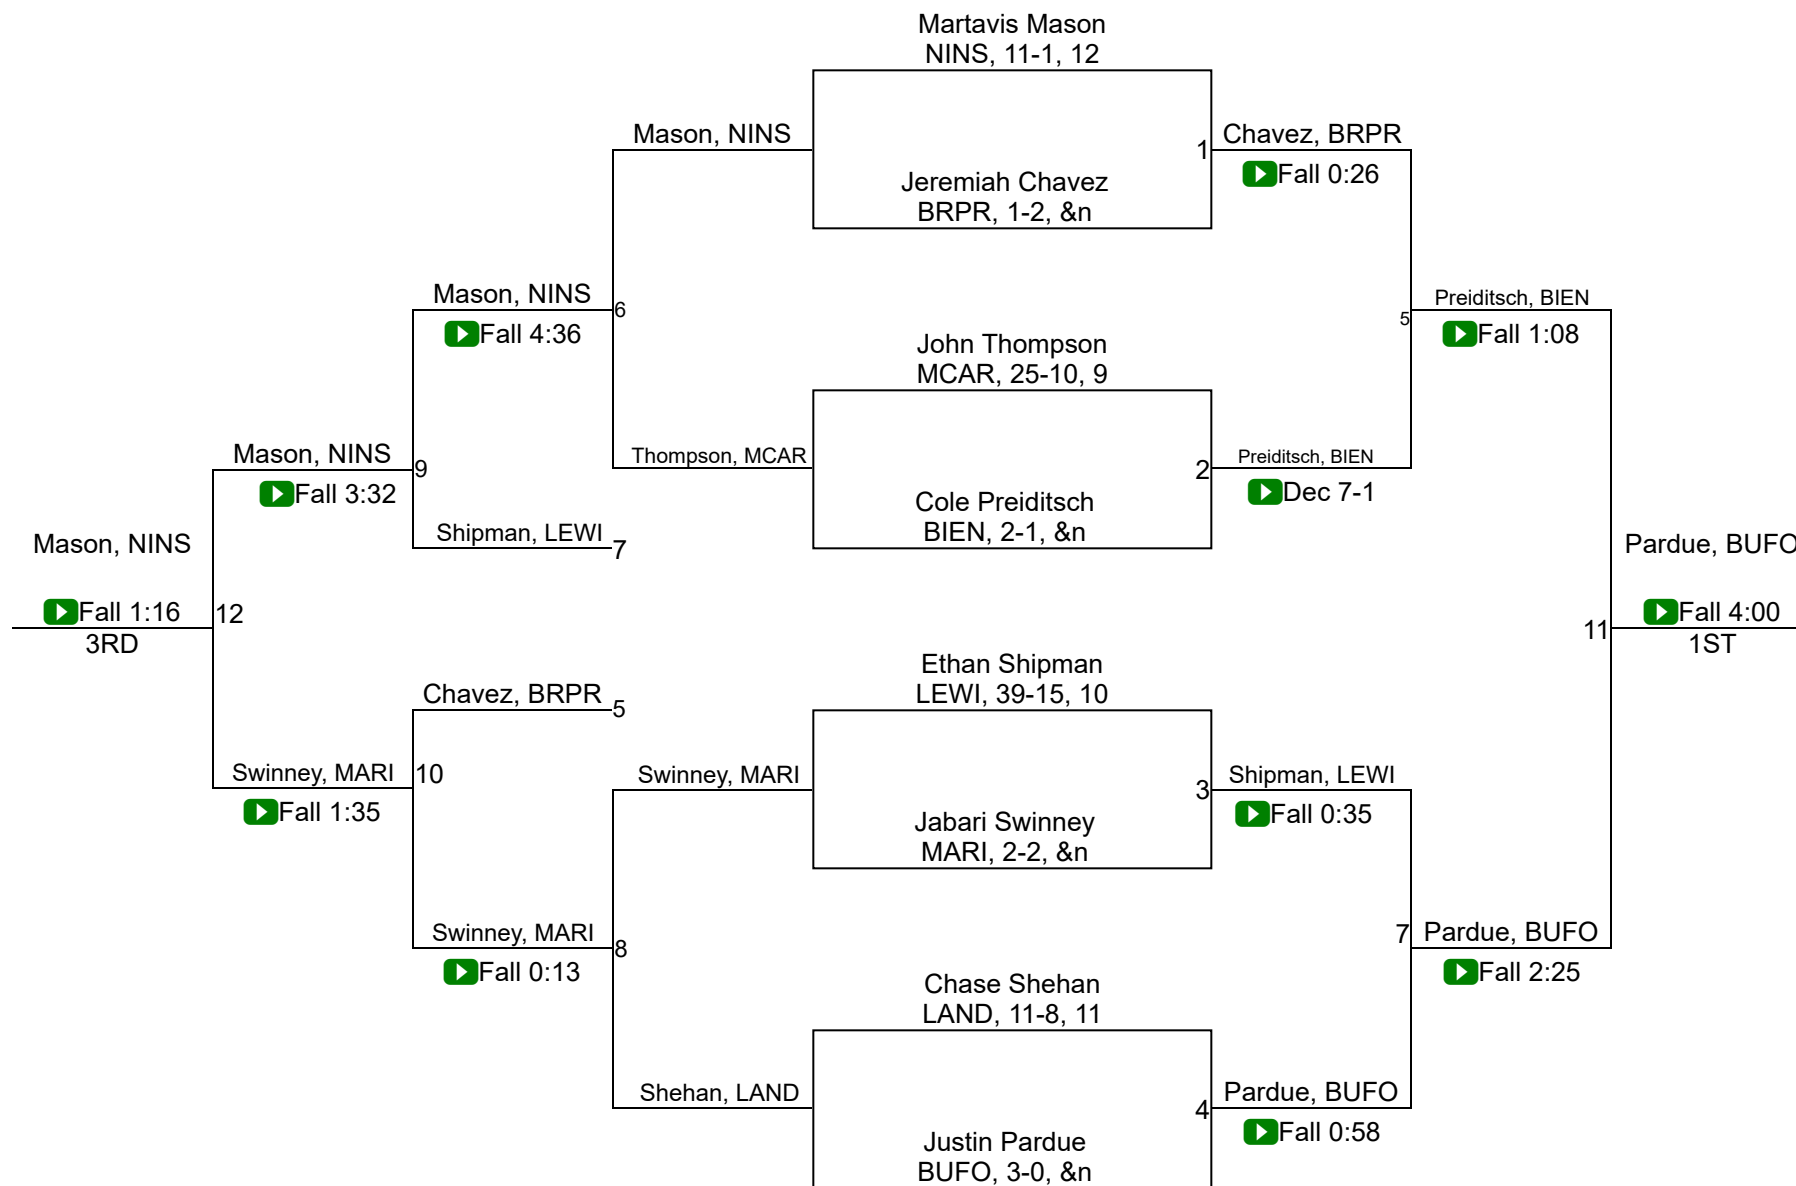 Martavis Mason
NINS, 11-1, 12
Mason, NINS
1
Chavez, BRPR
Fall 0:26
Jeremiah Chavez
BRPR, 1-2, &n
Mason, NINS
6
Fall 4:36
Preiditsch, BIEN
5
Fall 1:08
John Thompson
MCAR, 25-10, 9
Mason, NINS
9
Fall 3:32
Thompson, MCAR
2
Preiditsch, BIEN
Dec 7-1
Cole Preiditsch
BIEN, 2-1, &n
Shipman, LEWI
7
Mason, NINS
Fall 1:16
12
3RD
Pardue, BUFO
11
Fall 4:00
1ST
Ethan Shipman
LEWI, 39-15, 10
Chavez, BRPR
5
Swinney, MARI
10
Fall 1:35
Swinney, MARI
3
Shipman, LEWI
Fall 0:35
Jabari Swinney
MARI, 2-2, &n
Swinney, MARI
8
Fall 0:13
7
Pardue, BUFO
Fall 2:25
Chase Shehan
LAND, 11-8, 11
Shehan, LAND
4
Pardue, BUFO
Fall 0:58
Justin Pardue
BUFO, 3-0, &n